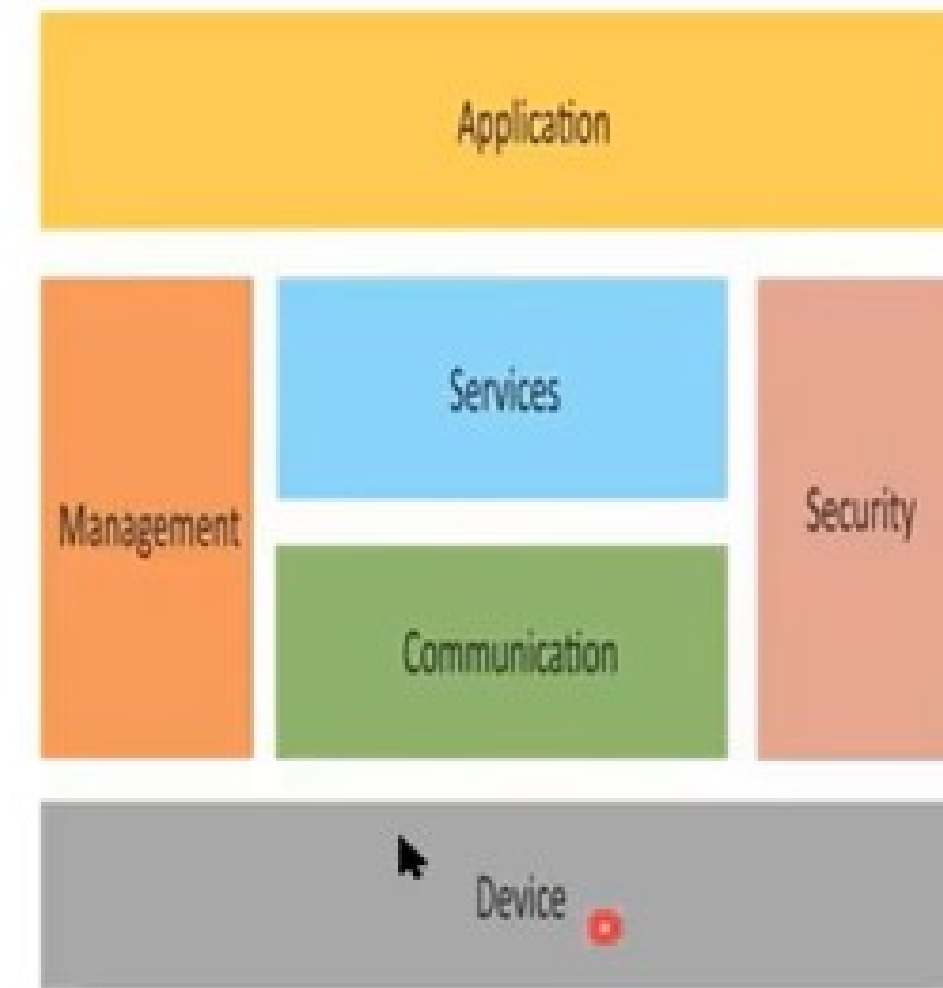 Application
Services
Management
Security
Communication
Device